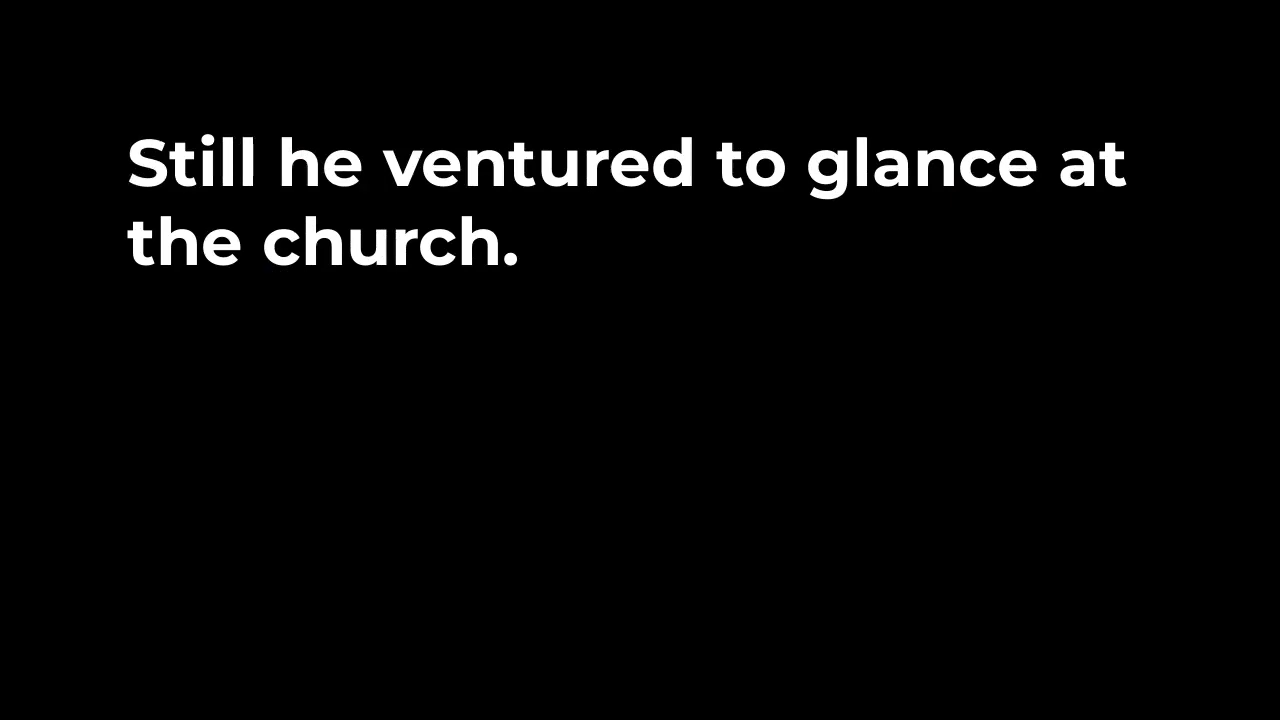 Still he ventured to glance at
the church.